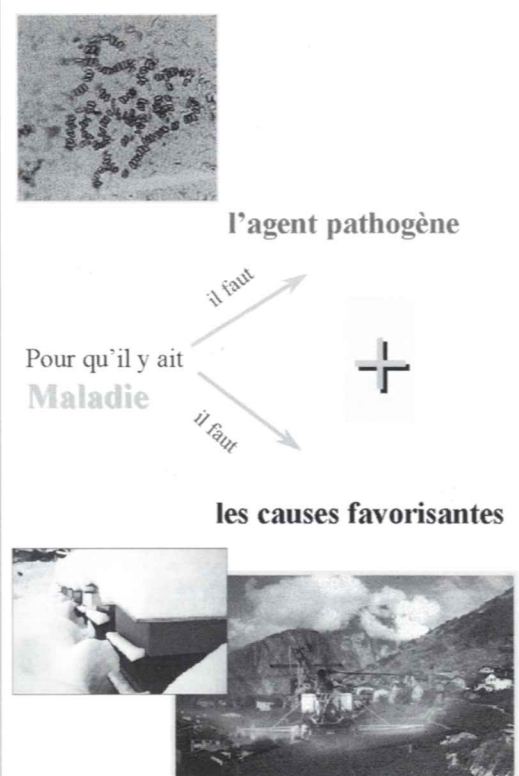 l'agent pathogène
il faut
Pour qu'il y ait
Maladie
il faut
les causes favorisantes